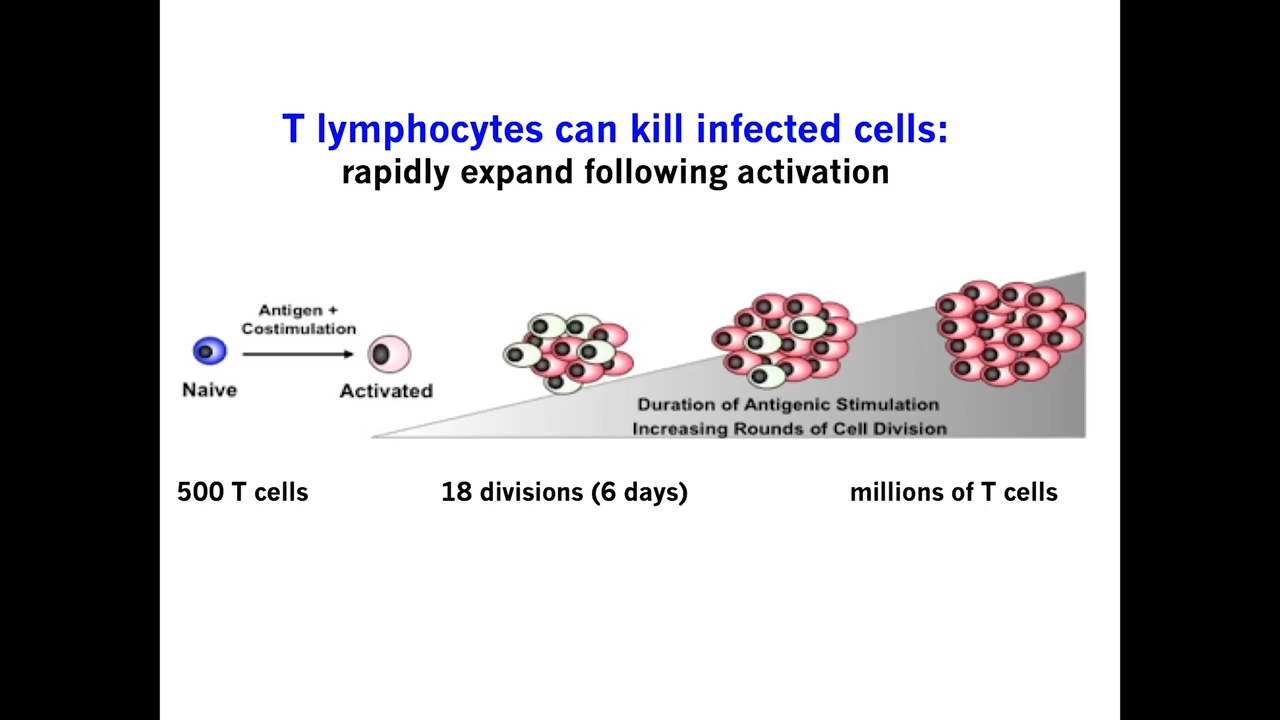 T lymphocytes can kill infected cells:
rapidly expand following activation
Antigen +
Costimulation
Naive
Activated
Duration of Antigenic Stimulation
Increasing Rounds of Cell Division
500 T cells
18 divisions (6 days)
millions of T cells